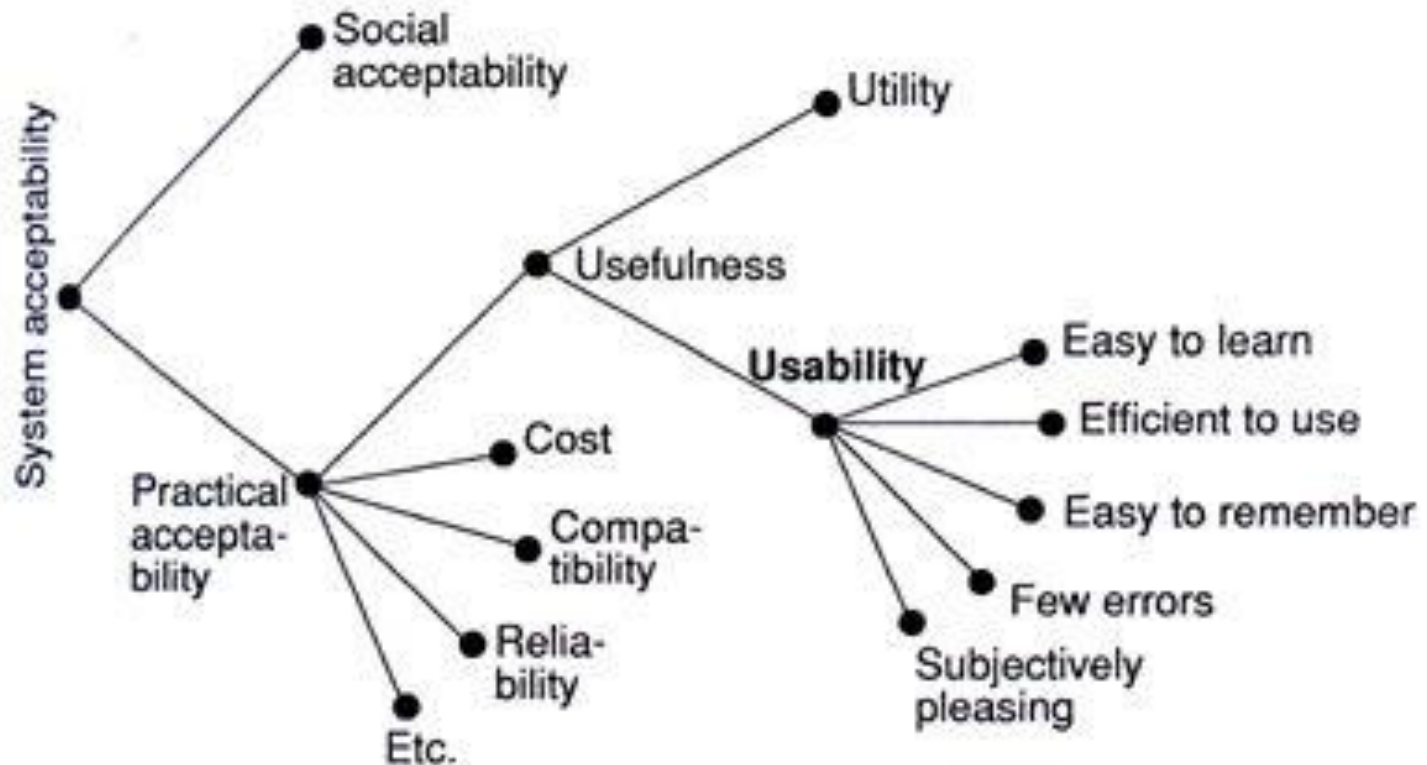 System acceptability
Social
acceptability
Utility
Usefulness
Usability
Easy to learn
Efficient to use
Easy to remember
Few errors
Subjectively
pleasing
Practical
accepta-
bility
Cost
Compa-
tibility
Relia-
bility
Etc.